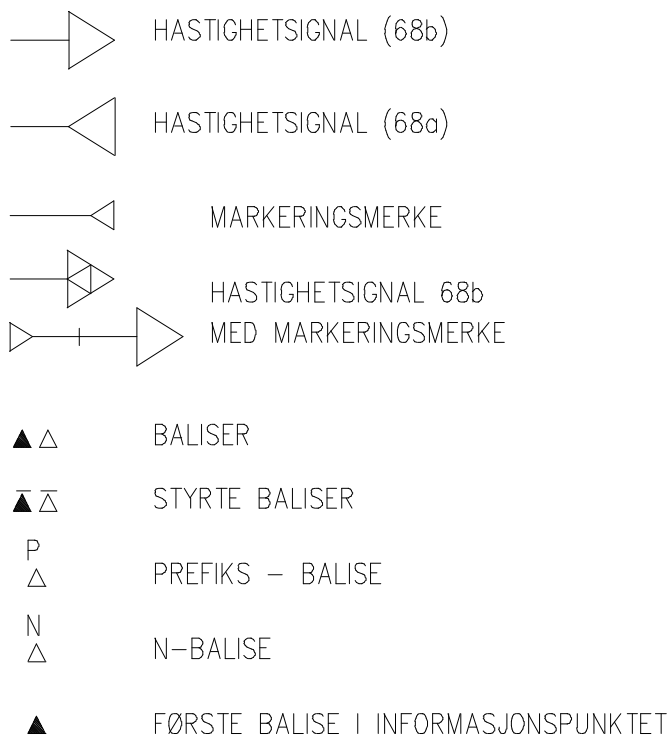 HASTIGHETSIGNAL (68b)
HASTIGHETSIGNAL (68a)
MARKERINGSMERKE
HASTIGHETSIGNAL 68b
MED MARKERINGSMERKE
BALISER
STYRTE BALISER
P
PREFIKS – BALISE
N
N–BALISE
FØRSTE BALISE I INFORMASJONSPUNKTET